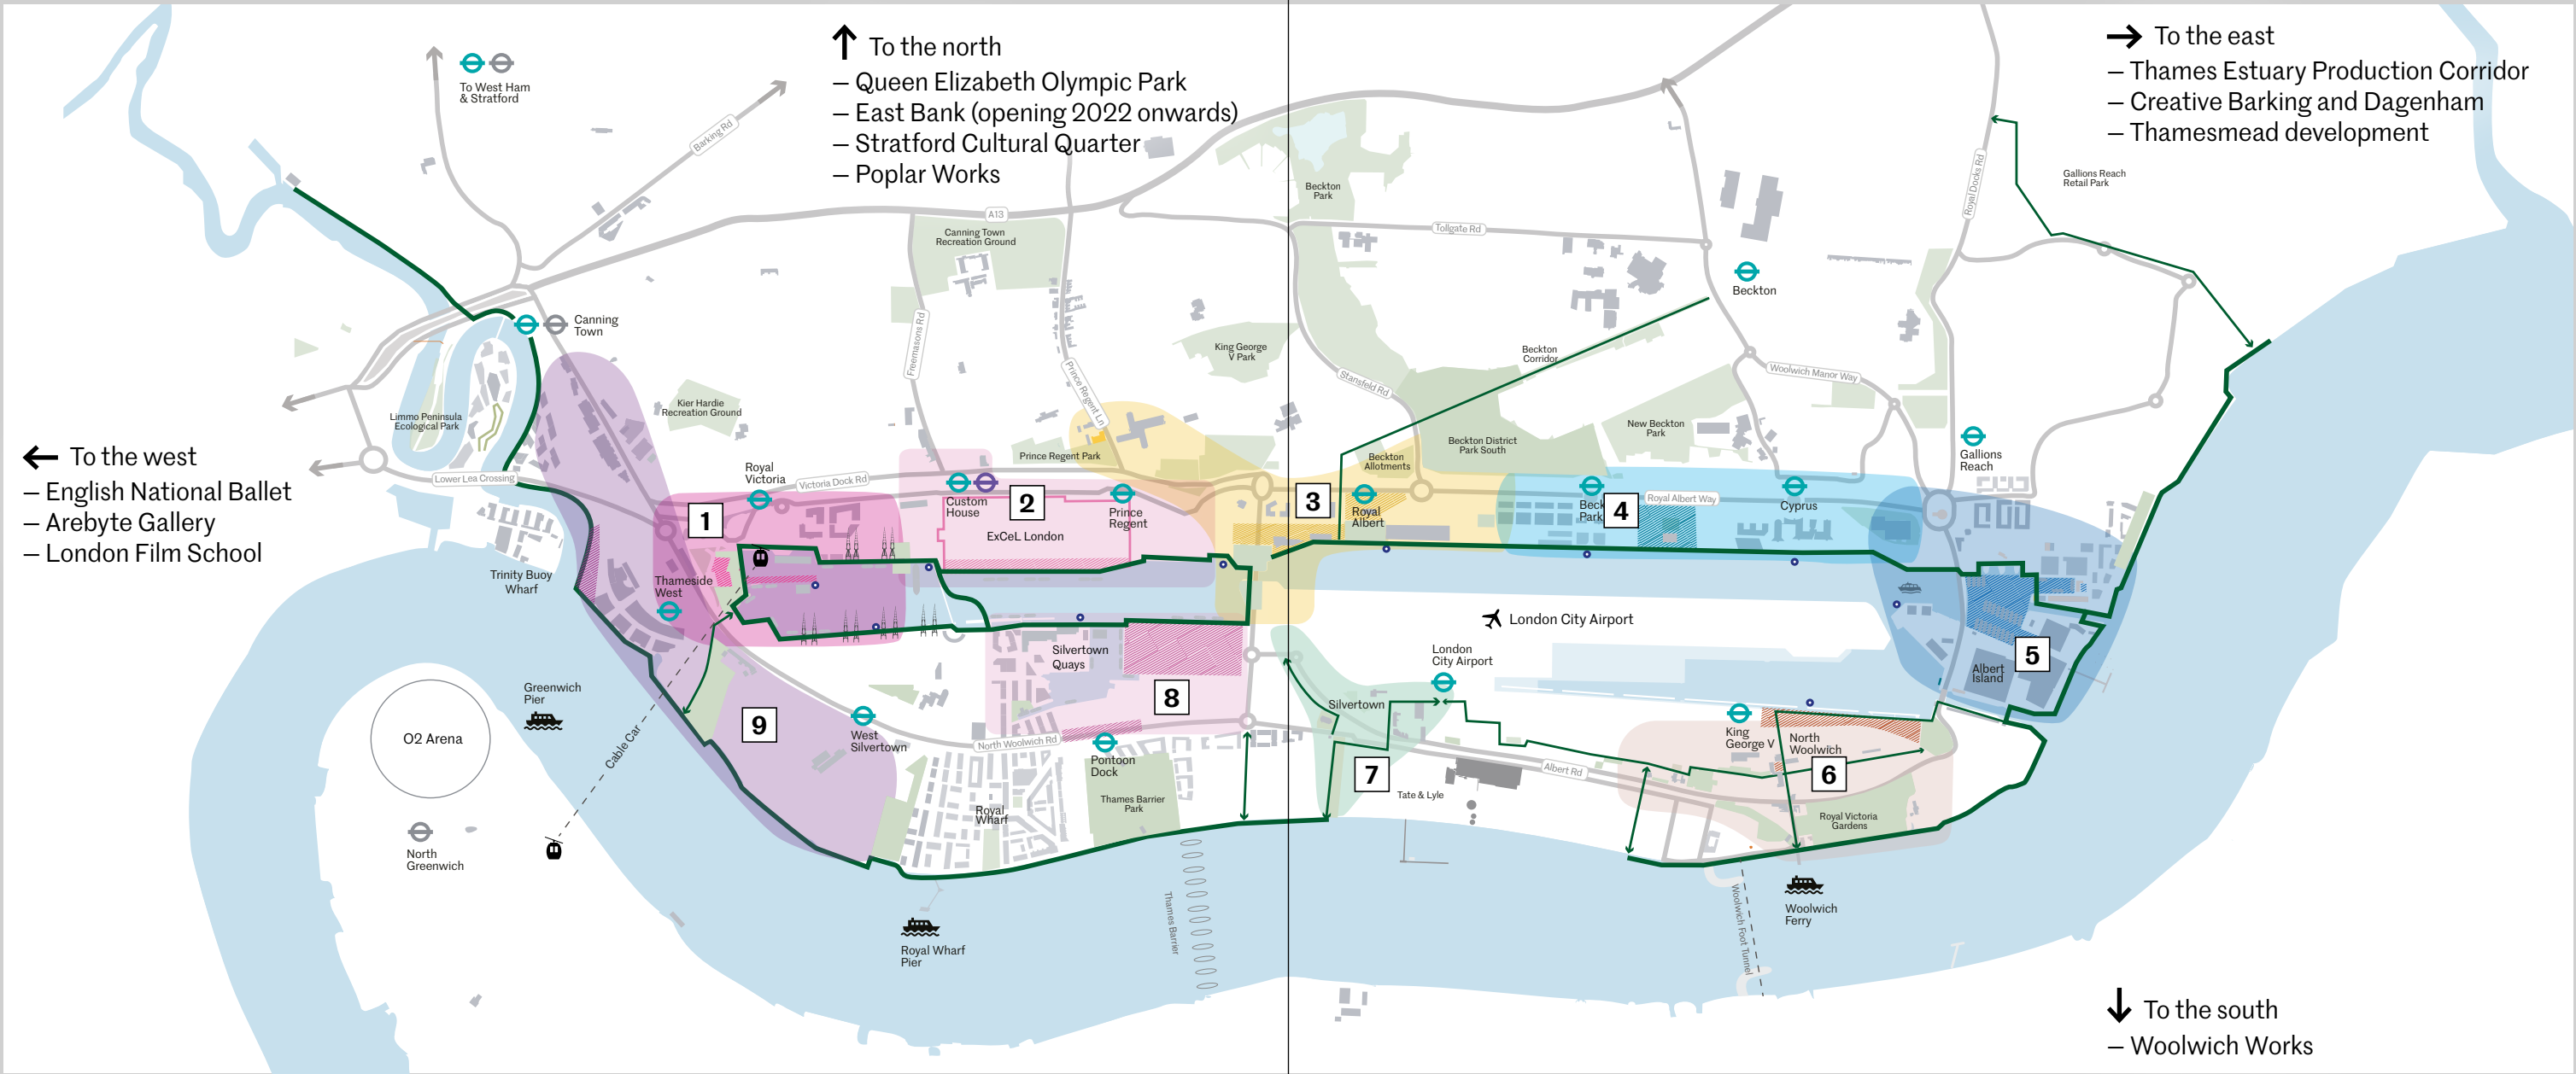 To the north
– Queen Elizabeth Olympic Park
– East Bank (opening 2022 onwards)
– Stratford Cultural Quarter
– Poplar Works
To the east
– Thames Estuary Production Corridor
– Creative Barking and Dagenham
– Thamesmead development
To West Ham
& Stratford
Barking Rd
A13
Canning Town
Recreation Ground
Beckton
Park
Tollgate Rd
Royal Docks Rd
Gallions Reach
Retail Park
Beckton
Canning
Town
Freemasons Rd
Prince Regent Ln
King George
V Park
Stansfeld Rd
Beckton
Corridor
Woolwich Manor Way
Limmo Peninsula
Ecological Park
Kier Hardie
Recreation Ground
New Beckton
Park
Beckton District
Park South
To the west
– English National Ballet
– Arebyte Gallery
– London Film School
Lower Lea Crossing
Royal
Victoria
Victoria Dock Rd
Prince Regent Park
Beckton
Allotments
Gallions
Reach
1
Custom
House
2
Prince
Regent
3
Royal
Albert
Beck
Park
4
Royal Albert Way
Cyprus
ExCeL London
Trinity Buoy
Wharf
Thameside
West
London City Airport
Silvertown
Quays
London
City Airport
5
Albert
Island
Greenwich
Pier
O2 Arena
Cable Car
9
West
Silvertown
8
North Woolwich Rd
Pontoon
Dock
Silvertown
7
Albert Rd
Tate & Lyle
King
George V
North
Woolwich
6
Royal Victoria
Gardens
Royal
Wharf
Thames Barrier
Park
North
Greenwich
Royal Wharf
Pier
Thames Barrier
Woolwich Foot Tunnel
Woolwich
Ferry
To the south
– Woolwich Works